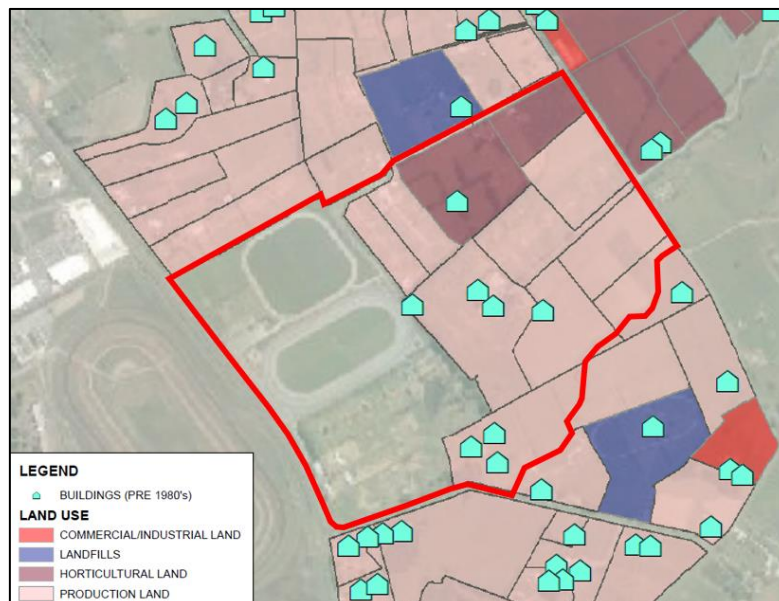 LEGEND
BUILDINGS (PRE 1980's)
LAND USE
COMMERCIAL/INDUSTRIAL LAND
LANDFILLS
HORTICULTURAL LAND
PRODUCTION LAND